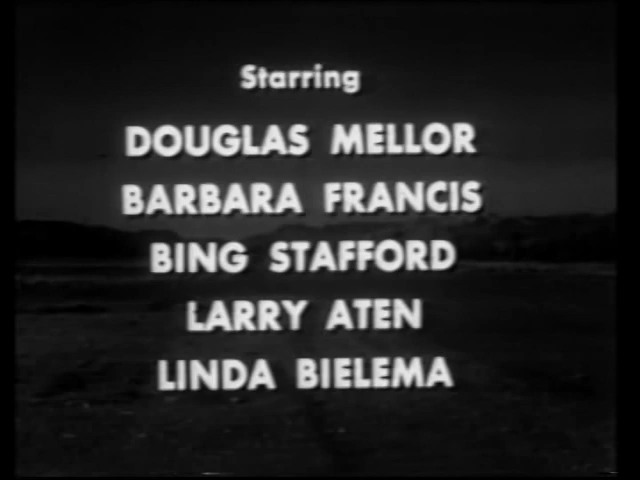 Starring
DOUGLAS MELLOR
BARBARA FRANCIS
BING STAFFORD
LARRY ATEN
LINDA BIELEMA